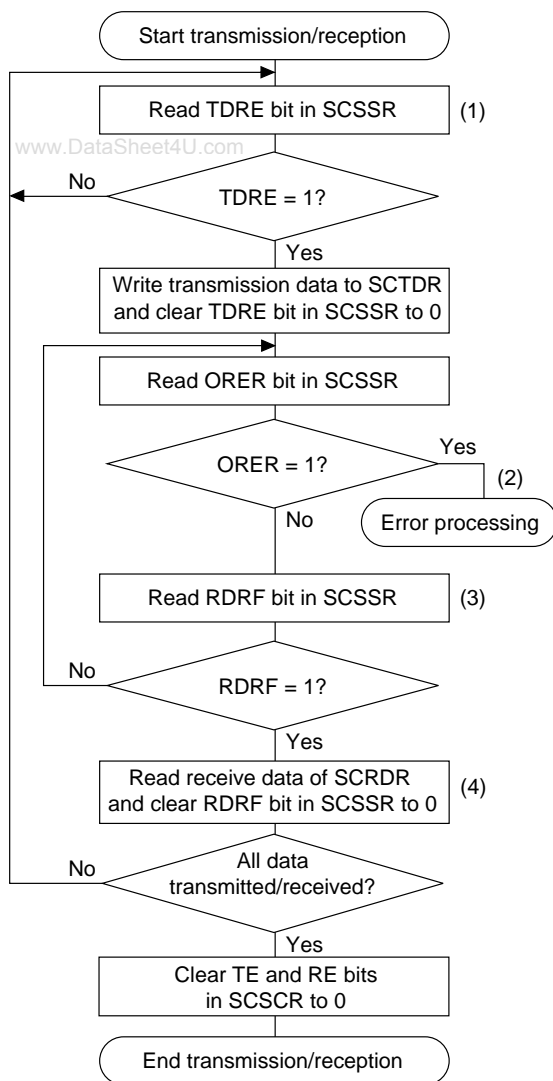 Start transmission/reception
Read TDRE bit in SCSSR
(1)
www.DataSheet4U.com
No
TDRE = 1?
Yes
Write transmission data to SCTDR
and clear TDRE bit in SCSSR to 0
Read ORER bit in SCSSR
Yes
ORER = 1?
(2)
No
Error processing
Read RDRF bit in SCSSR
(3)
No
RDRF = 1?
Yes
Read receive data of SCRDR
and clear RDRF bit in SCSSR to 0
(4)
No
All data
transmitted/received?
Yes
Clear TE and RE bits
in SCSCR to 0
End transmission/reception